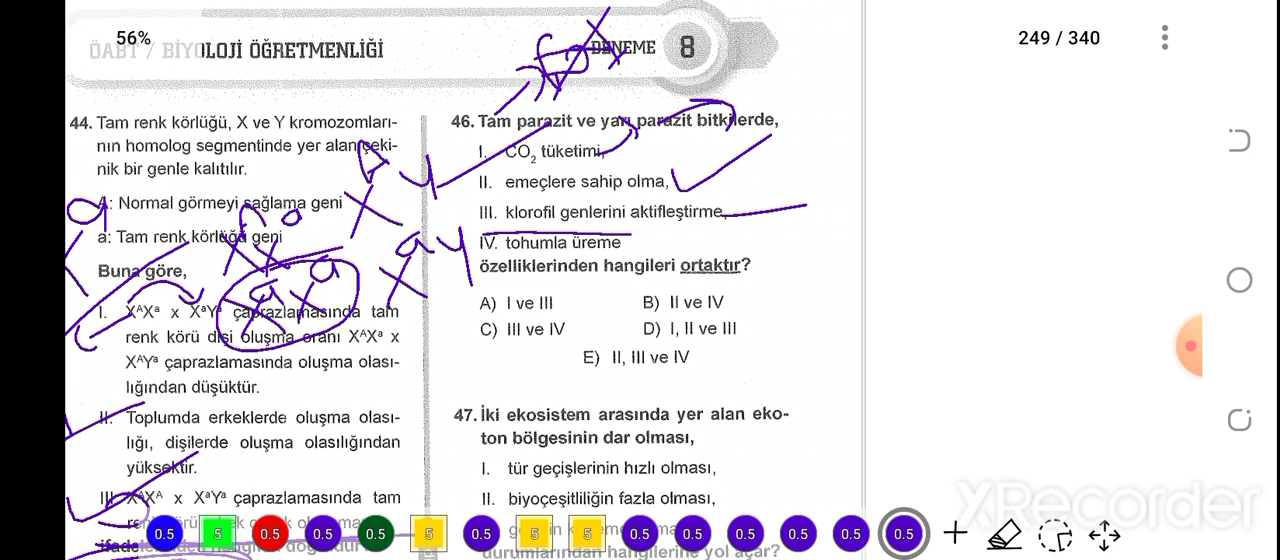 56%
249 / 340
ÖABT / BİYOLOJİ ÖĞRETMENLİĞİ
DENEME 8
44. Tam renk körlüğü, X ve Y kromozomları-
nın homolog segmentinde yer alan çeki-
nik bir genle kalıtılır.
A: Normal görmeyi sağlama geni
a: Tam renk körlüğü geni
Buna göre,
I. XᴬXᵃ x XᵃYᵃ çaprazlamasında tam
renk körü dişi oluşma oranı XᴬXᵃ x
XᴬYᵃ çaprazlamasında oluşma olası-
lığından düşüktür.
II. Toplumda erkeklerde oluşma olası-
lığı, dişilerde oluşma olasılığından
yüksektir.
III. XᴬXᴬ x XᵃYᵃ çaprazlamasında tam
46. Tam parazit ve yarı parazit bitkilerde,
I. CO₂ tüketimi,
II. emeçlere sahip olma,
III. klorofil genlerini aktifleştirme,
IV. tohumla üreme
özelliklerinden hangileri ortaktır?
A) I ve III B) II ve IV
C) III ve IV D) I, II ve III
E) II, III ve IV
47. İki ekosistem arasında yer alan eko-
ton bölgesinin dar olması,
I. tür geçişlerinin hızlı olması,
II. biyoçeşitliliğin fazla olması,
durumlarından hangilerine yol açar?
XRecorder
0.5 5 0.5 0.5 0.5 5 0.5 5 5 0.5 0.5 0.5 0.5 0.5 0.5